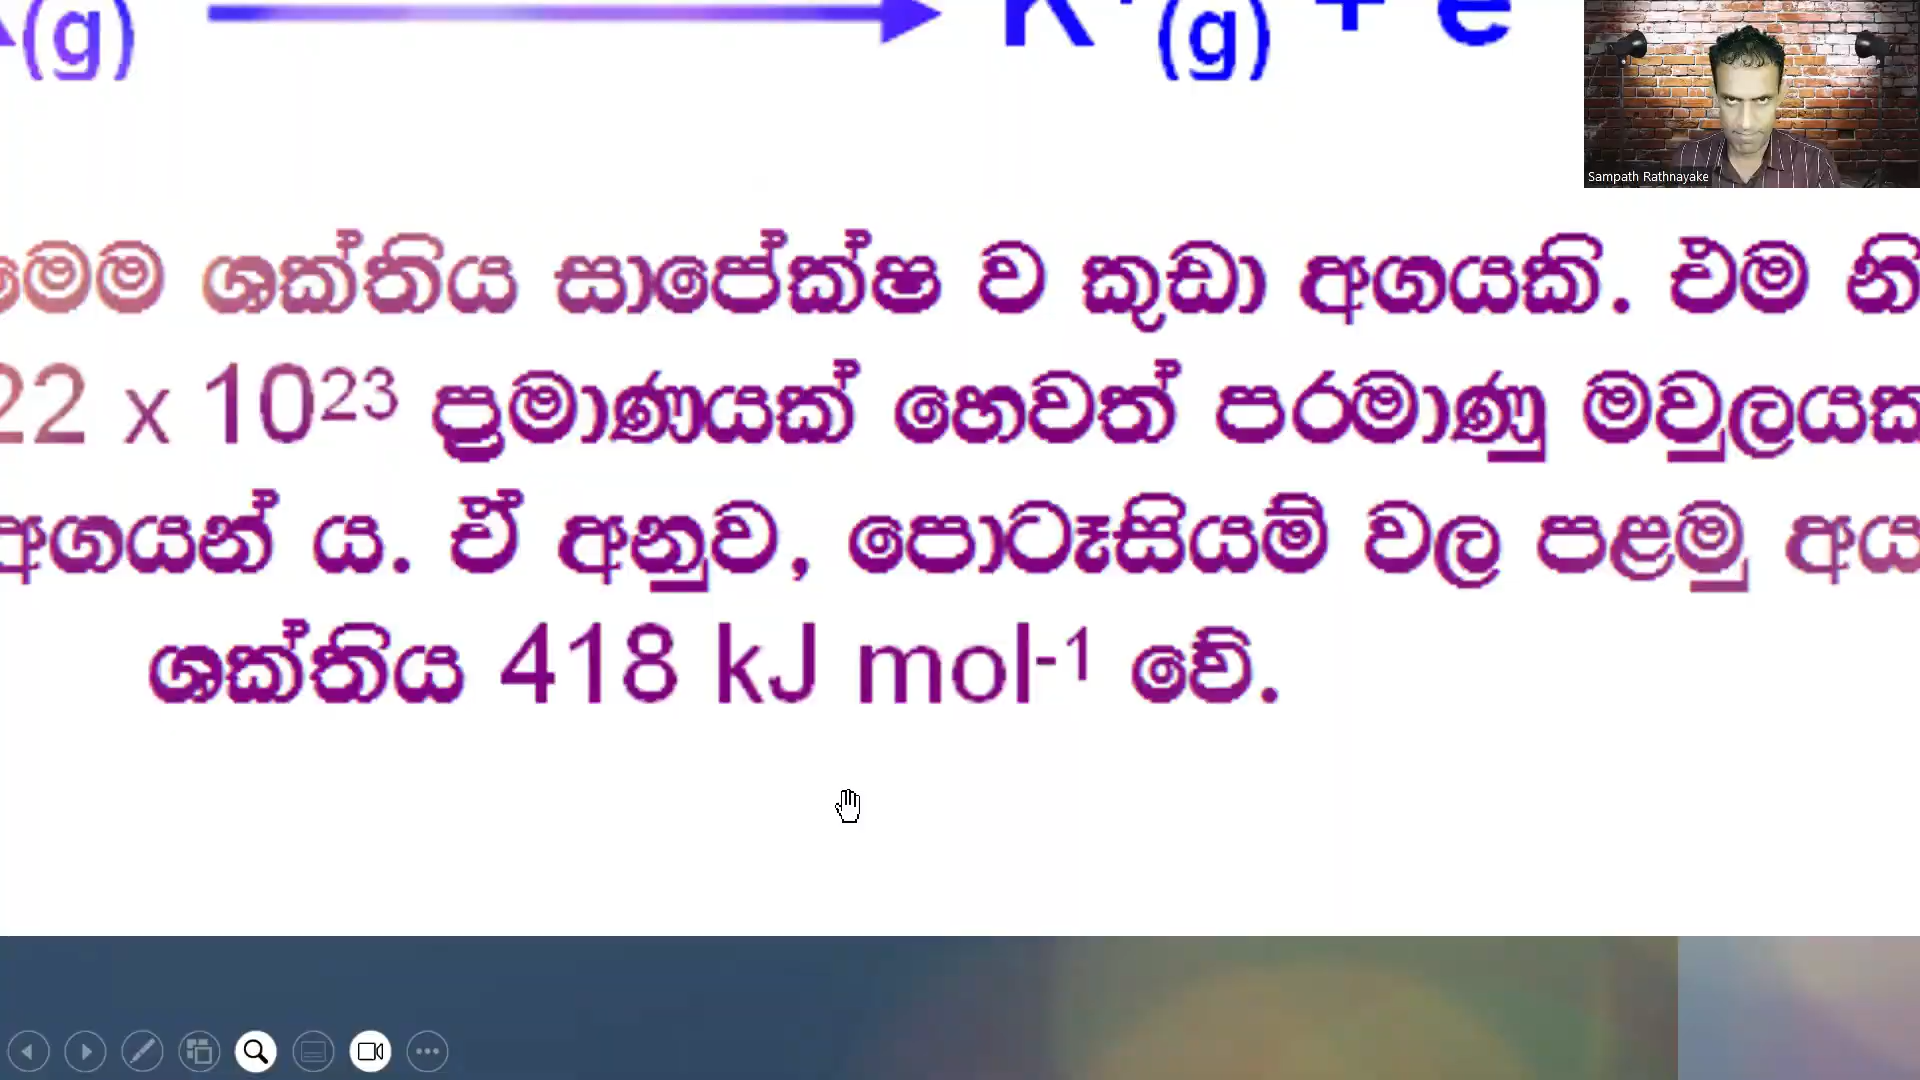 (g) K⁺(g) + e
Sampath Rathnayake
මෙම ශක්තිය සාපේක්ෂ ව කුඩා අගයකි. එම නි
22 x 10²³ ප්‍රමාණයක් හෙවත් පරමාණු මවුලයක
අගයන් ය. ඒ අනුව, පොටෑසියම් වල පළමු අය
ශක්තිය 418 kJ mol⁻¹ වේ.